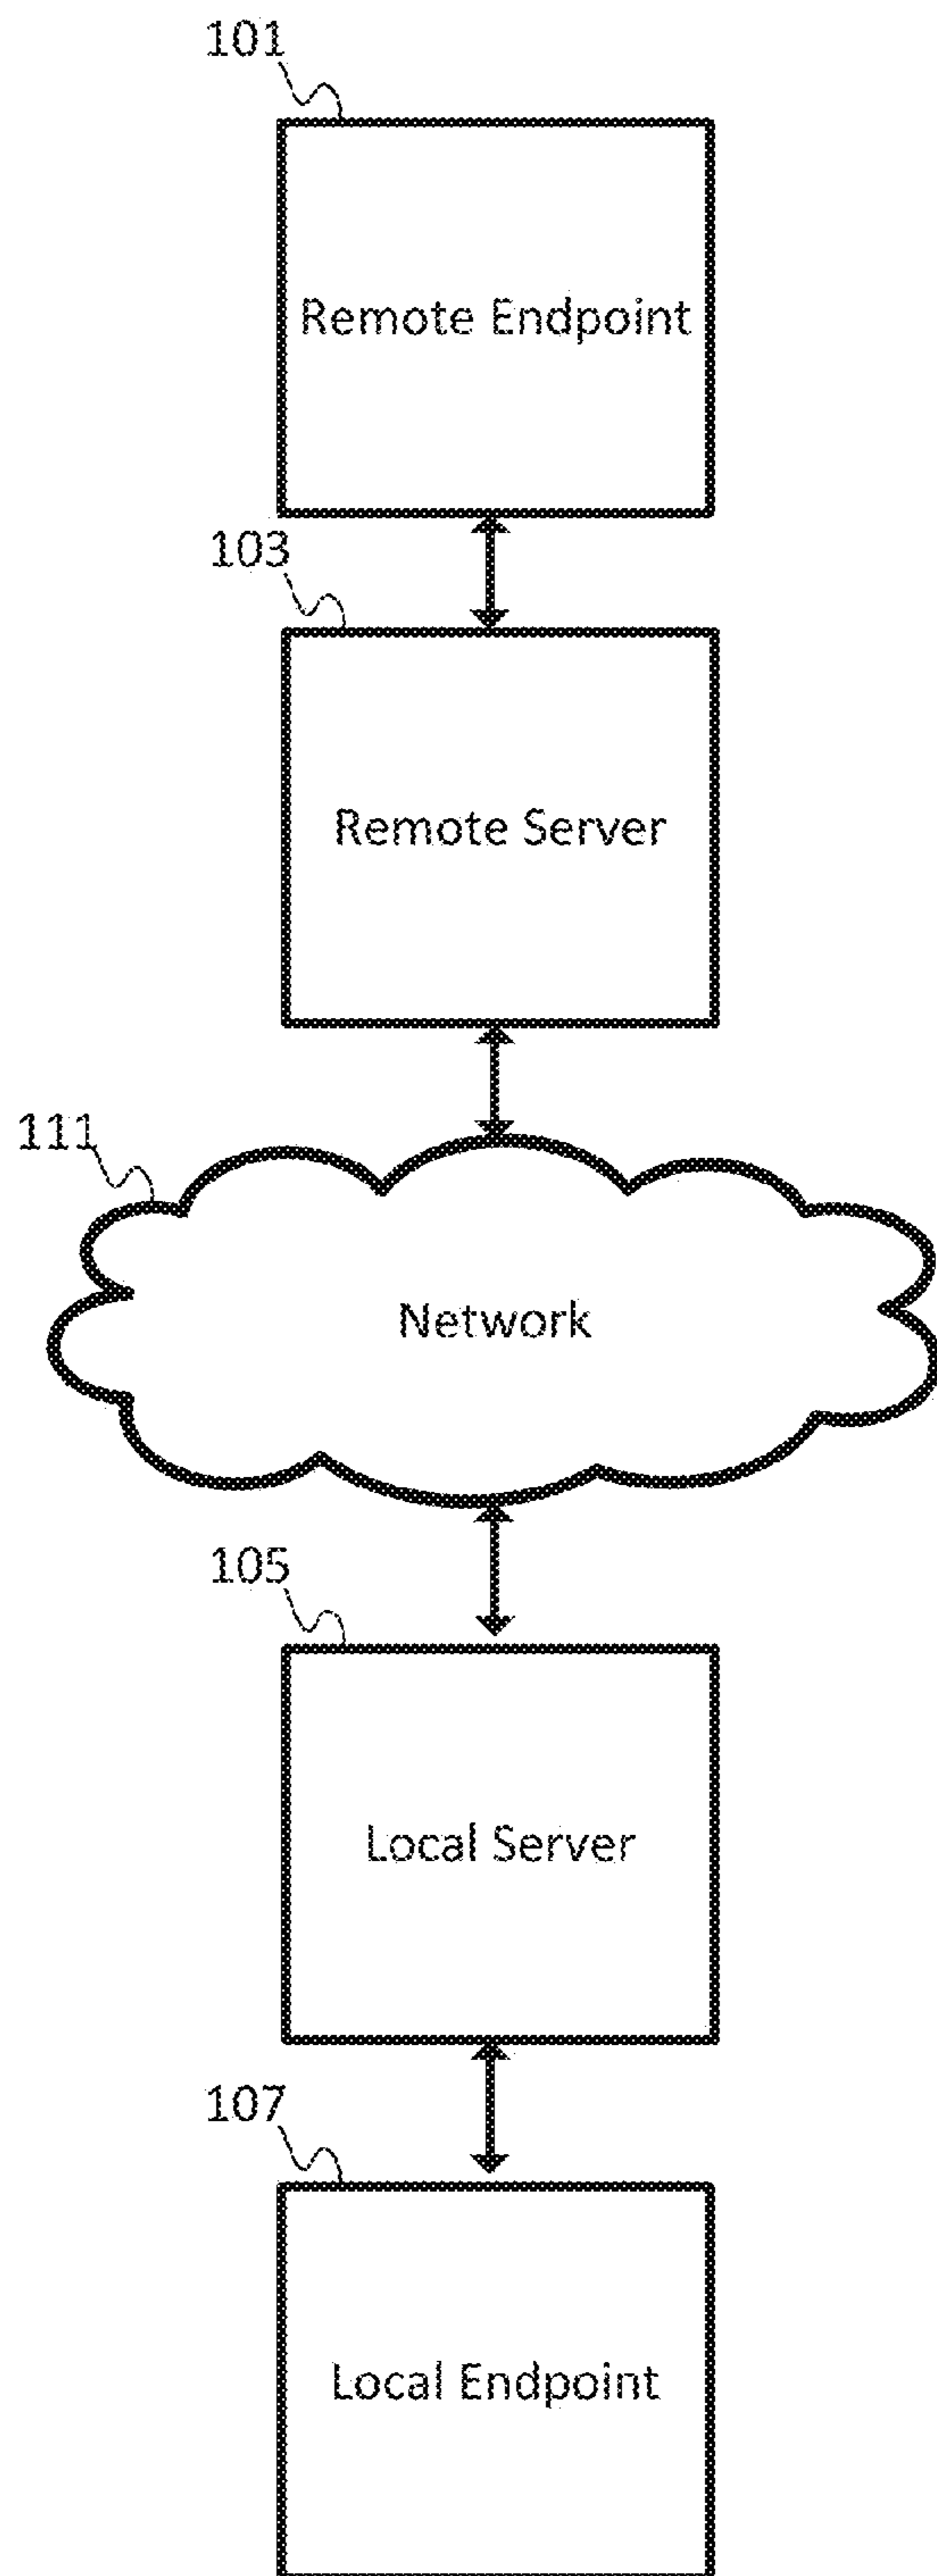 101
Remote Endpoint
103
Remote Server
111
Network
105
Local Server
107
Local Endpoint